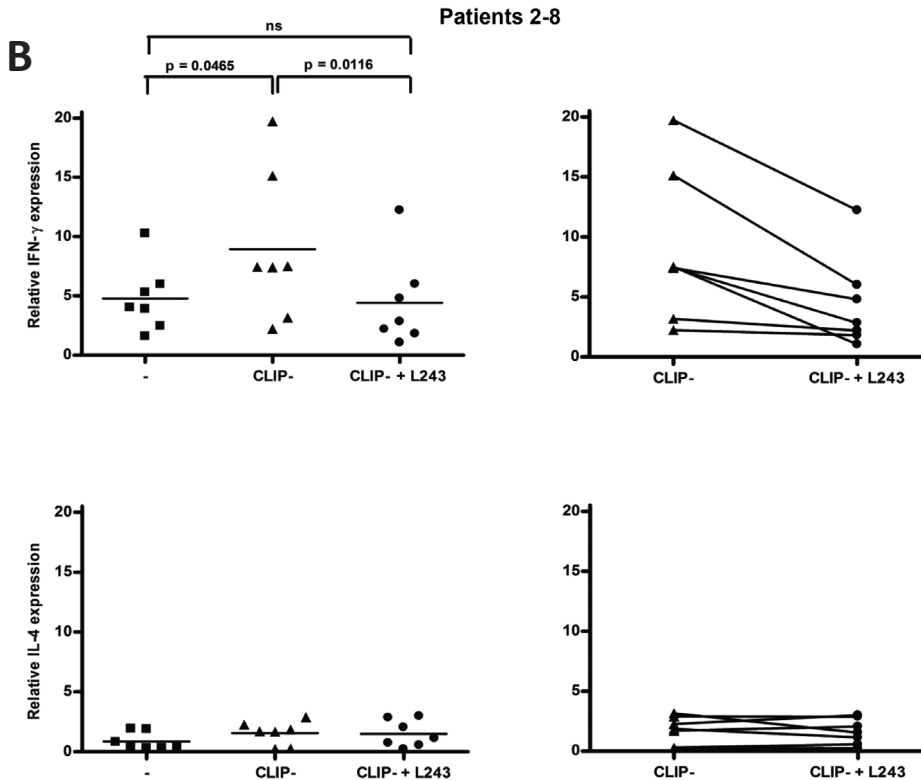 Patients 2-8
B
ns
p = 0.0465
p = 0.0116
Relative IFN-γ expression
20
15
10
5
0
-
CLIP-
CLIP- + L243
20
15
10
5
0
CLIP-
CLIP- + L243
Relative IL-4 expression
20
15
10
5
0
-
CLIP-
CLIP- + L243
20
15
10
5
0
CLIP-
CLIP- + L243